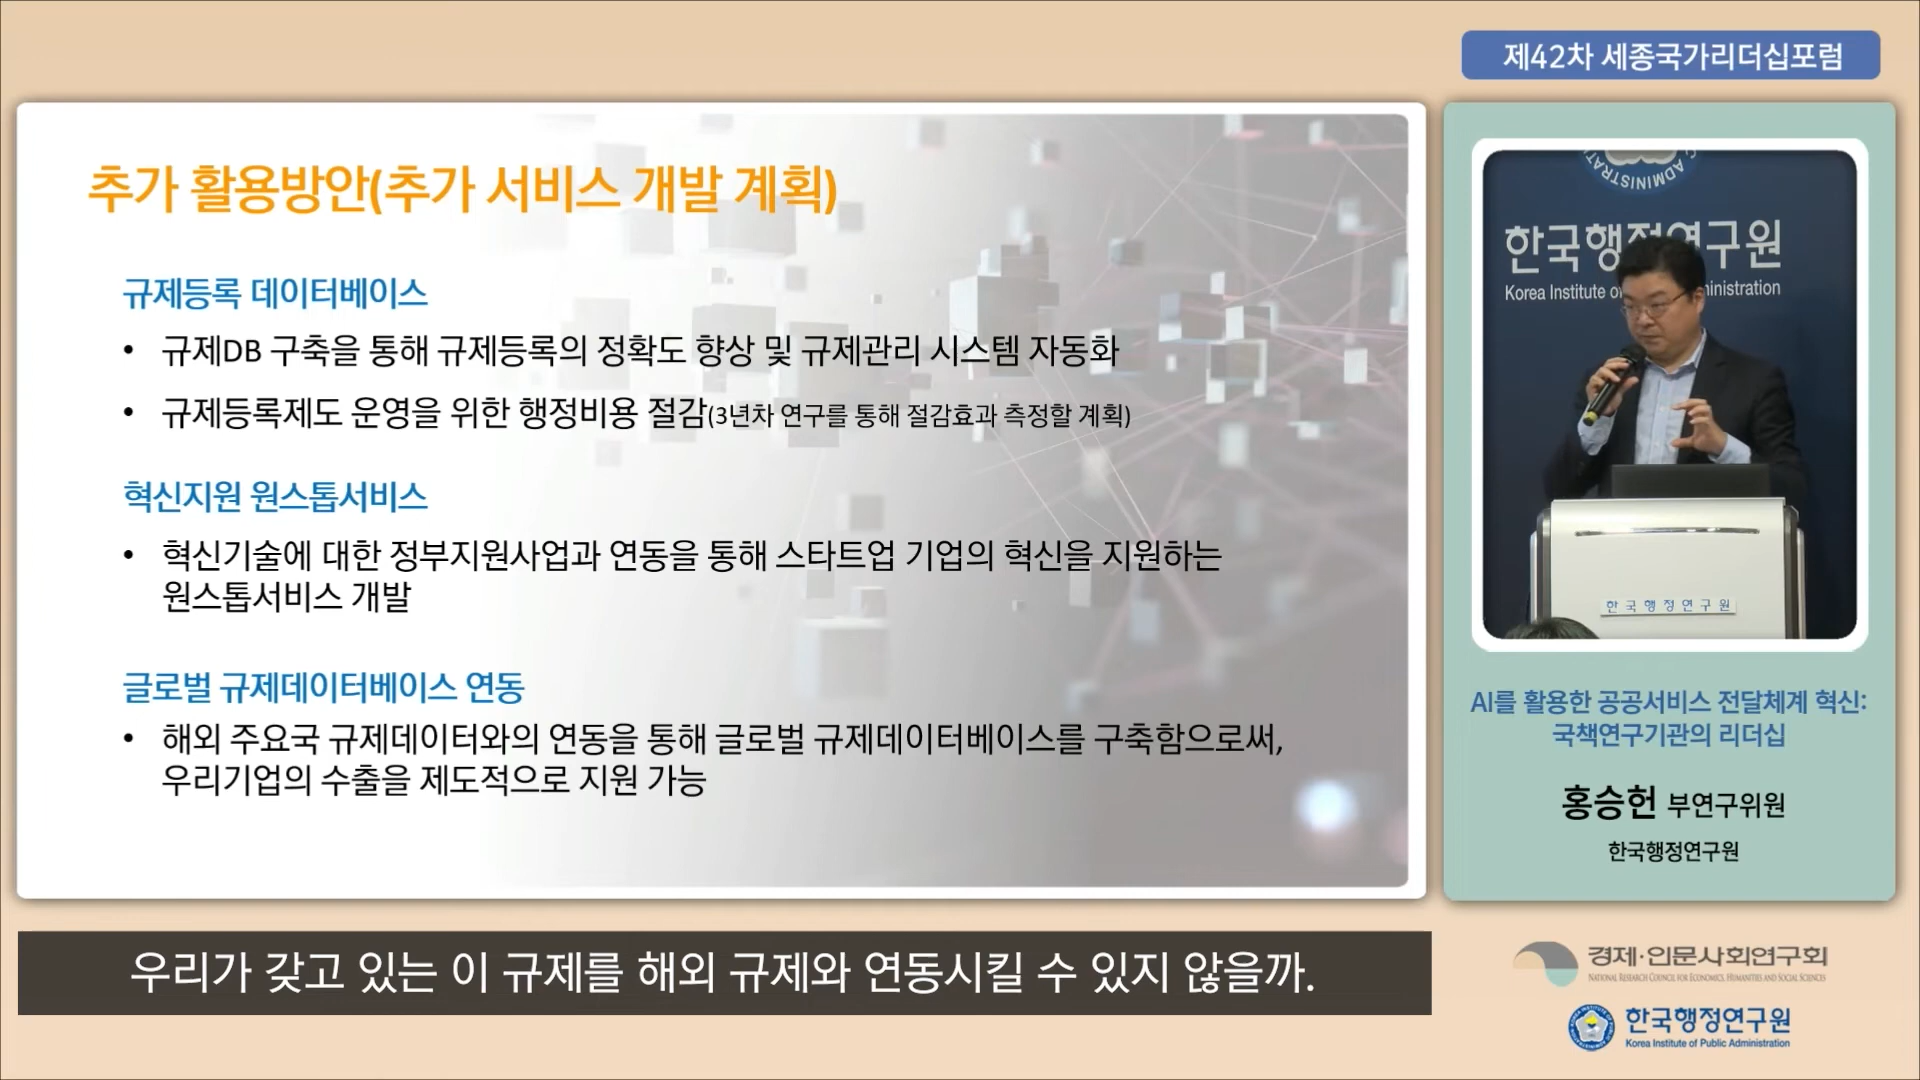 제42차 세종국가리더십포럼
추가 활용방안(추가 서비스 개발 계획)
규제등록 데이터베이스
• 규제DB 구축을 통해 규제등록의 정확도 향상 및 규제관리 시스템 자동화
• 규제등록제도 운영을 위한 행정비용 절감(3년차 연구를 통해 절감효과 측정할 계획)
혁신지원 원스톱서비스
• 혁신기술에 대한 정부지원사업과 연동을 통해 스타트업 기업의 혁신을 지원하는
원스톱서비스 개발
글로벌 규제데이터베이스 연동
• 해외 주요국 규제데이터와의 연동을 통해 글로벌 규제데이터베이스를 구축함으로써,
우리기업의 수출을 제도적으로 지원 가능
ADMINISTRATI
한국행정연구원
Korea Institute of ministration
한국행정연구원
AI를 활용한 공공서비스 전달체계 혁신:
국책연구기관의 리더십
홍승헌 부연구위원
한국행정연구원
우리가 갖고 있는 이 규제를 해외 규제와 연동시킬 수 있지 않을까.
경제·인문사회연구회
NATIONAL RESEARCH COUNCIL FOR ECONOMICS, HUMANITIES AND SOCIAL SCIENCES
한국행정연구원
Korea Institute of Public Administration